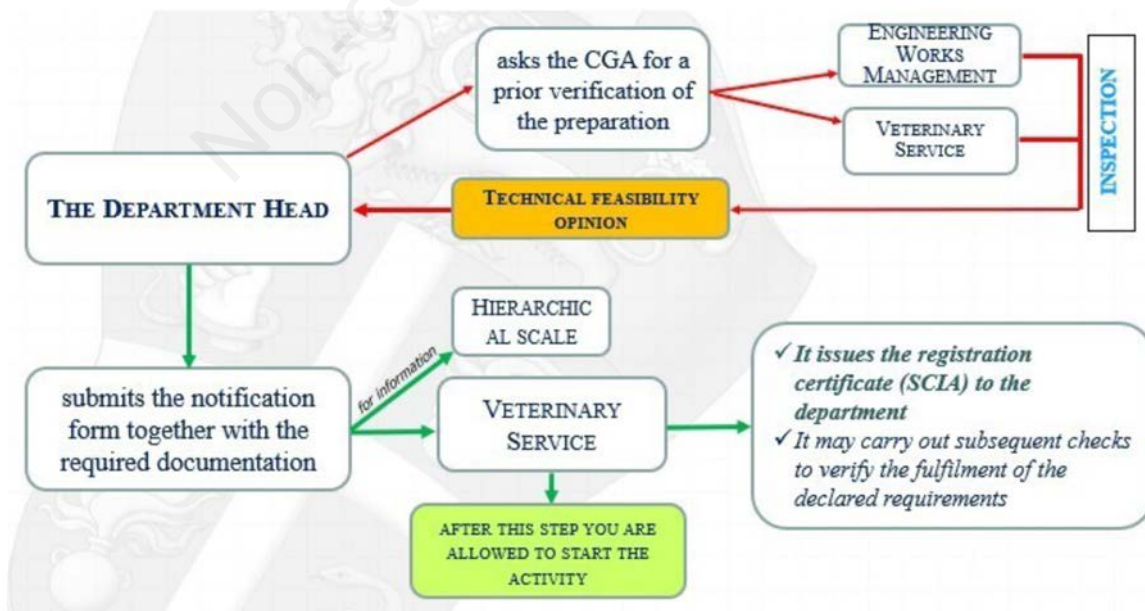 asks the CGA for a
prior verification of
the preparation
ENGINEERING
WORKS
MANAGEMENT
VETERINARY
SERVICE
INSPECTION
THE DEPARTMENT HEAD
TECHNICAL FEASIBILITY
OPINION
HIERARCHIC
AL SCALE
for information
submits the notification
form together with the
required documentation
VETERINARY
SERVICE
✓ It issues the registration
certificate (SCIA) to the
department
✓ It may carry out subsequent checks
to verify the fulfilment of the
declared requirements
AFTER THIS STEP YOU ARE
ALLOWED TO START THE
ACTIVITY